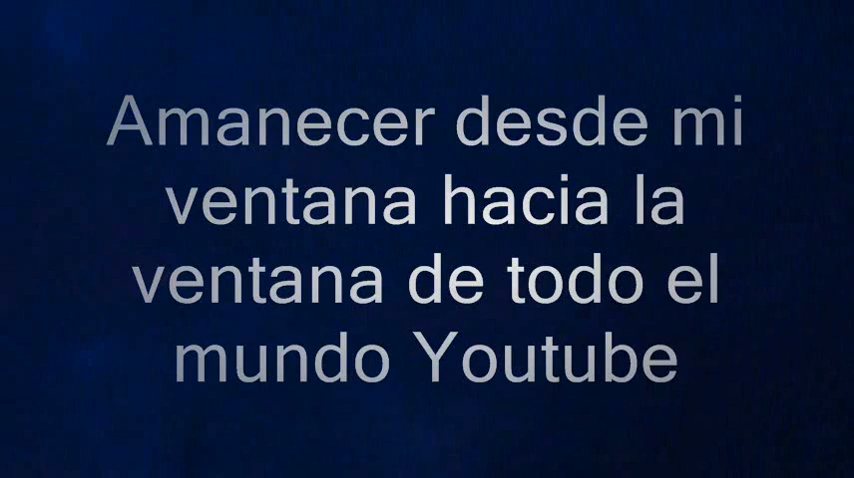 Amanecer desde mi
ventana hacia la
ventana de todo el
mundo Youtube